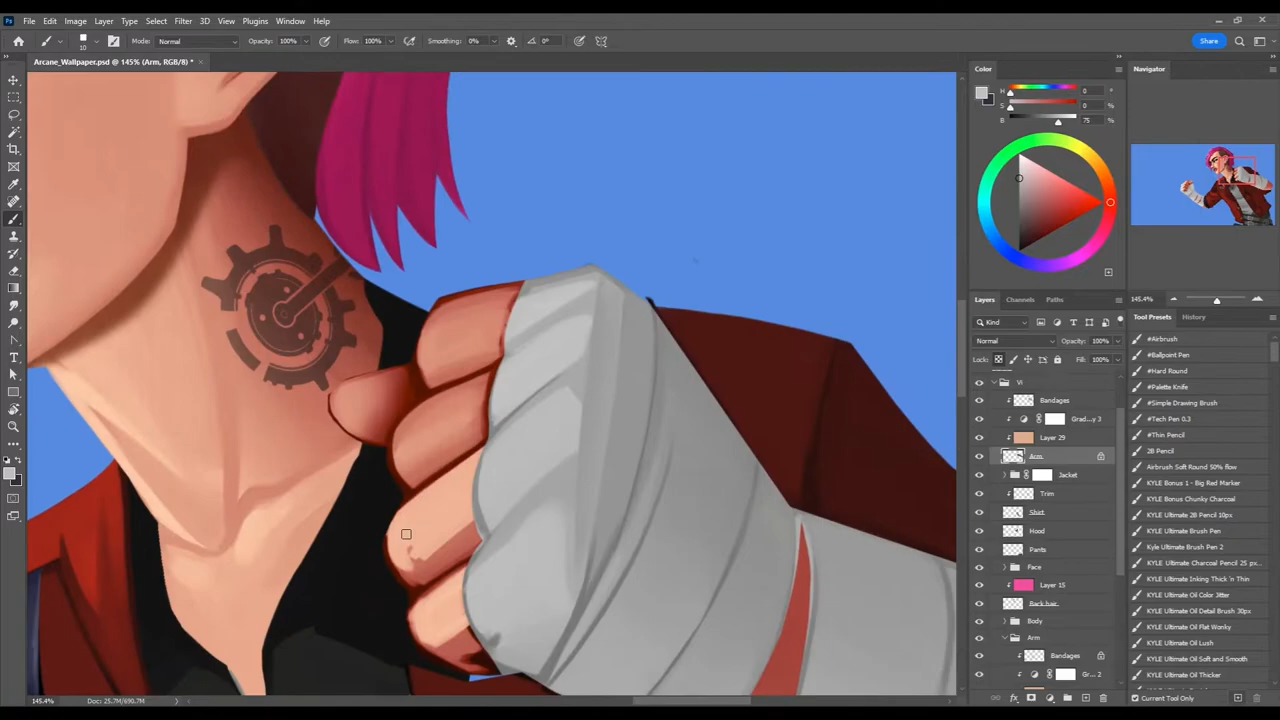 Ps File Edit Image Layer Type Select Filter 3D View Plugins Window Help
10 Mode: Normal Opacity: 100% Flow: 100% Smoothing: 0% 0° Share
Arcane_Wallpaper.psd @ 145% (Arm, RGB/8) *
Color
H 0 °
S 0 %
B 75 %
Navigator
145.4%
Layers Channels Paths
Kind
Normal Opacity: 100%
Lock: Fill: 100%
Vi
Bandages
Grad...y 3
Layer 29
Arm
Jacket
Trim
Shirt
Hood
Pants
Face
Layer 15
Back hair
Body
Arm
Bandages
Gr... 2
Tool Presets History
#Airbrush
#Ballpoint Pen
#Hard Round
#Palette Knife
#Simple Drawing Brush
#Tech Pen 0.3
#Thin Pencil
2B Pencil
Airbrush Soft Round 50% flow
KYLE Bonus 1 - Big Red Marker
KYLE Bonus Chunky Charcoal
KYLE Ultimate 2B Pencil 10px
KYLE Ultimate Brush Pen
Kyle Ultimate Brush Pen 2
KYLE Ultimate Charcoal Pencil 25 px...
KYLE Ultimate Inking Thick 'n Thin
KYLE Ultimate Oil Color Jitter
KYLE Ultimate Oil Detail Brush 30px
KYLE Ultimate Oil Flat Wonky
KYLE Ultimate Oil Lush
KYLE Ultimate Oil Soft and Smooth
KYLE Ultimate Oil Thicker
Current Tool Only
145.4% Doc: 25.7M/690.7M